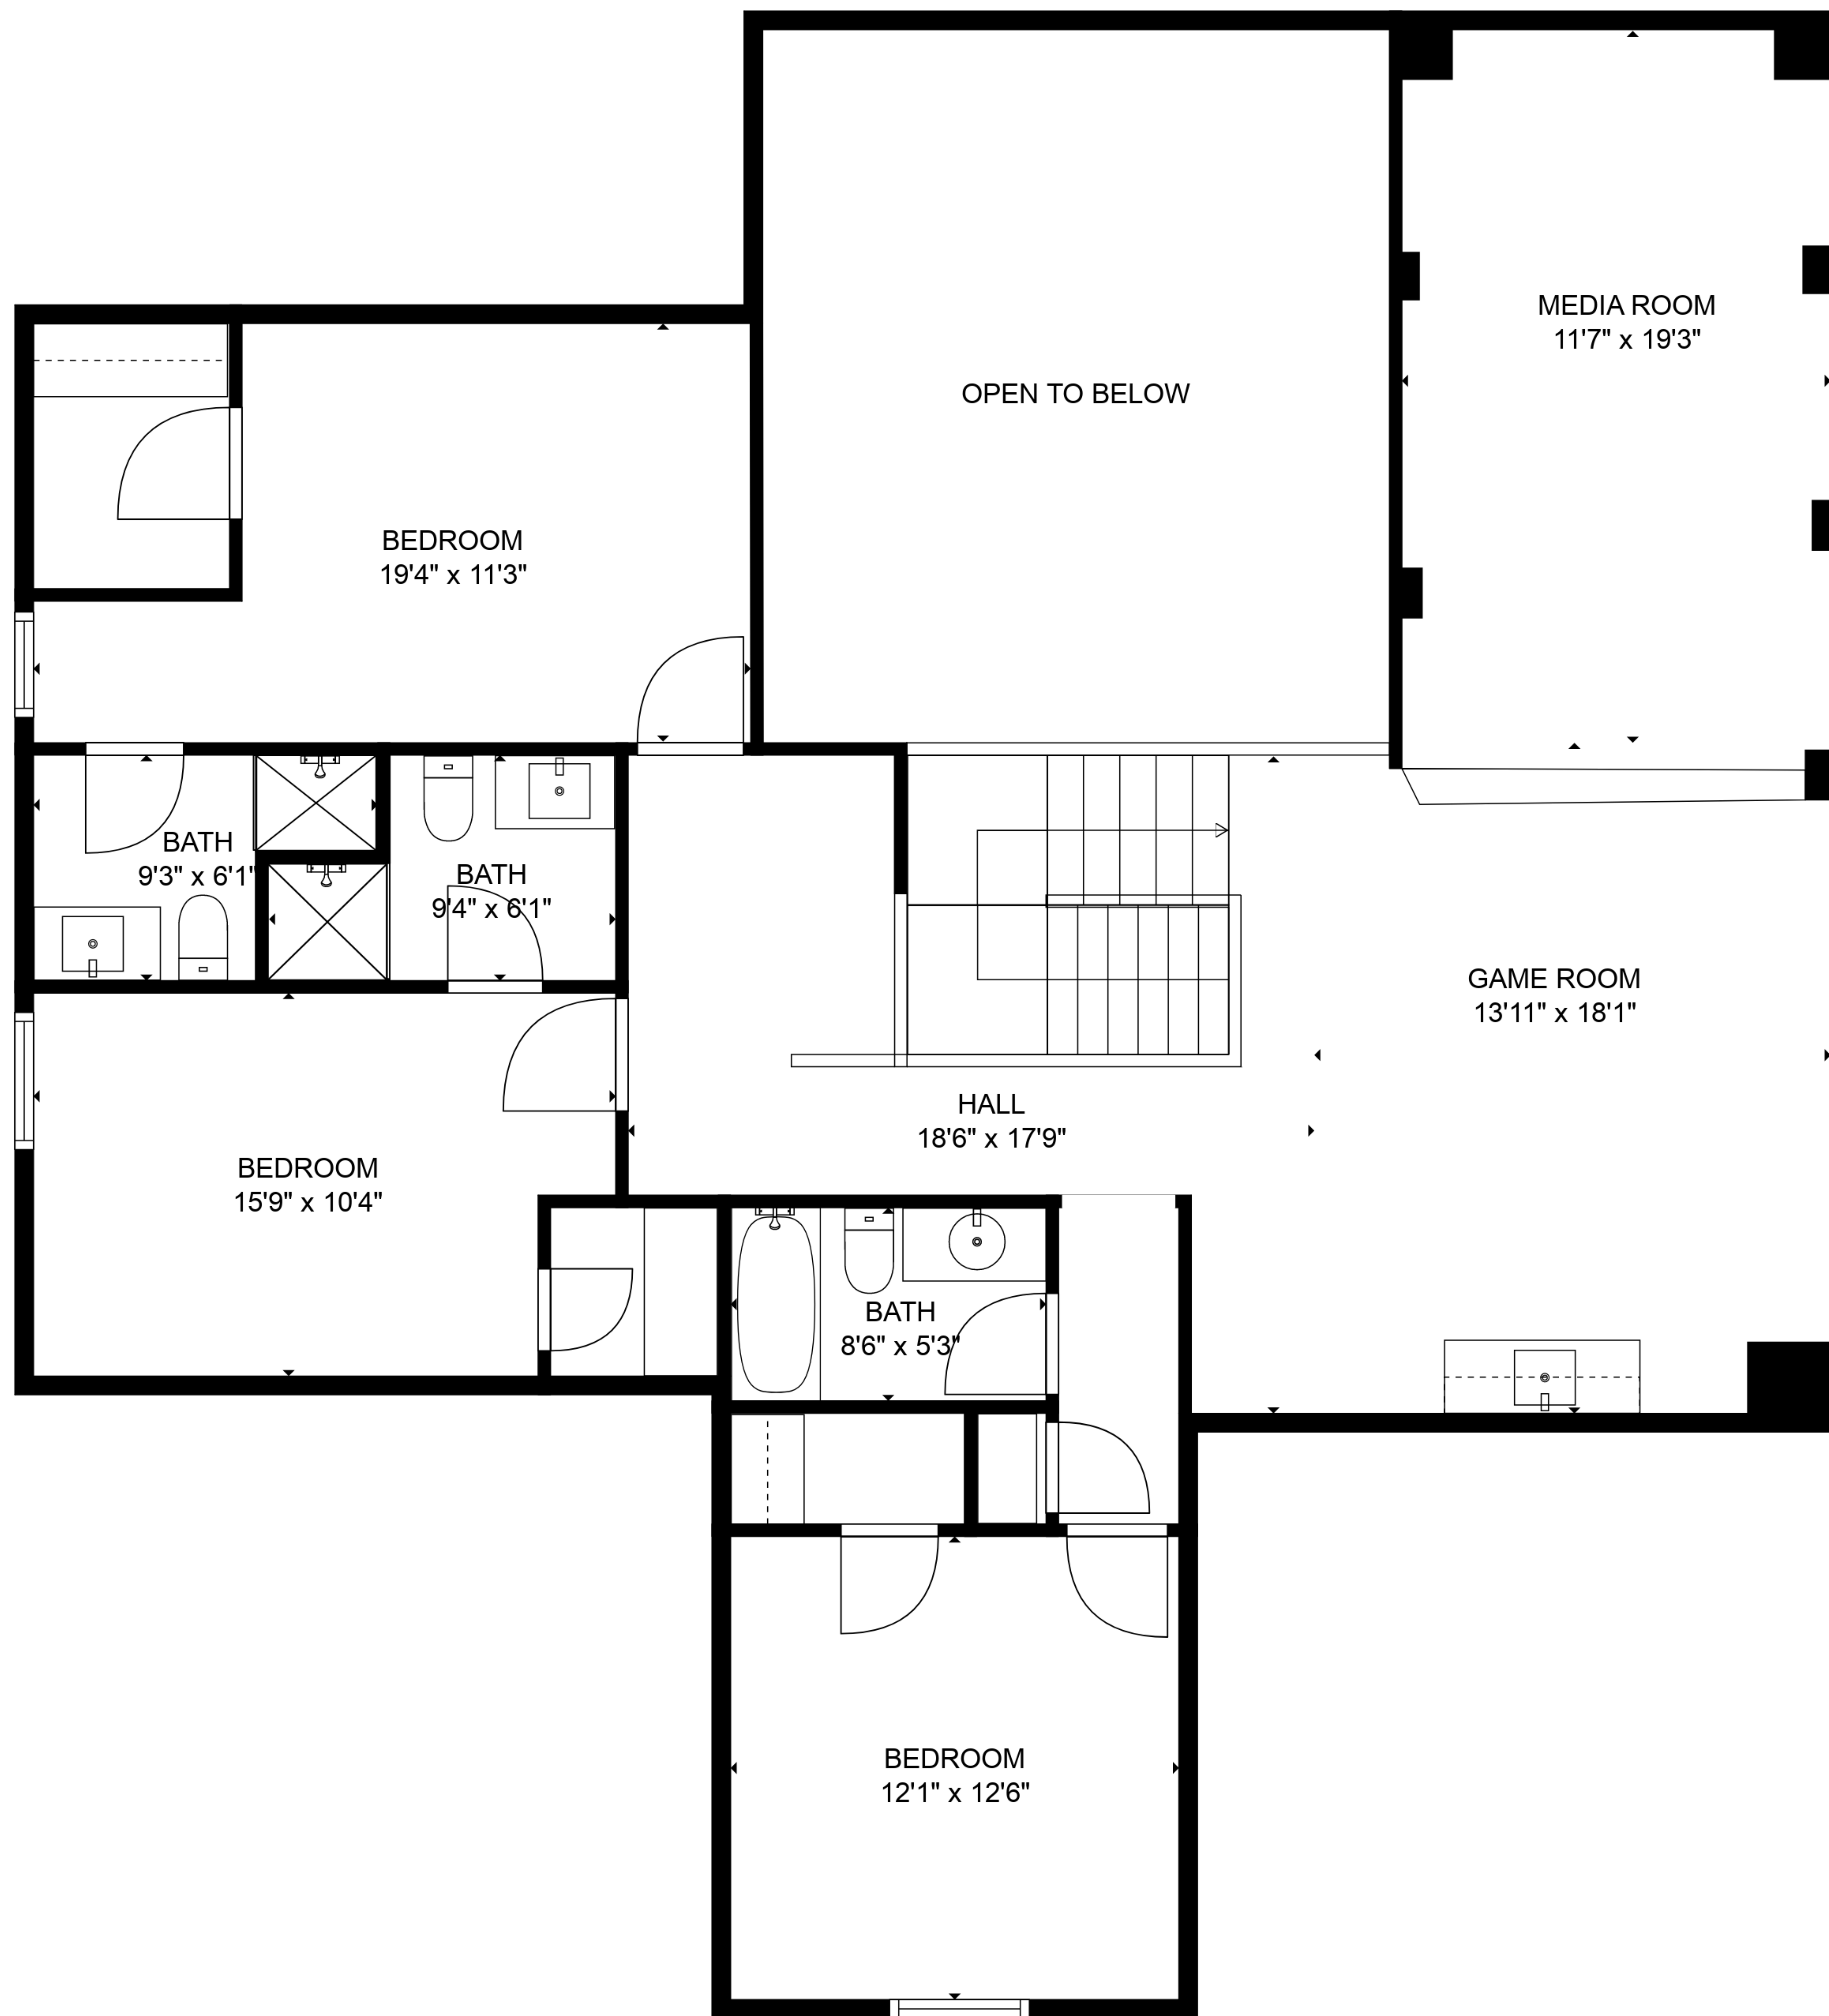 MEDIA ROOM
11'7" x 19'3"
OPEN TO BELOW
BEDROOM
19'4" x 11'3"
BATH
9'3" x 6'1"
BATH
9'4" x 6'1"
GAME ROOM
13'11" x 18'1"
HALL
18'6" x 17'9"
BEDROOM
15'9" x 10'4"
BATH
8'6" x 5'3"
BEDROOM
12'1" x 12'6"